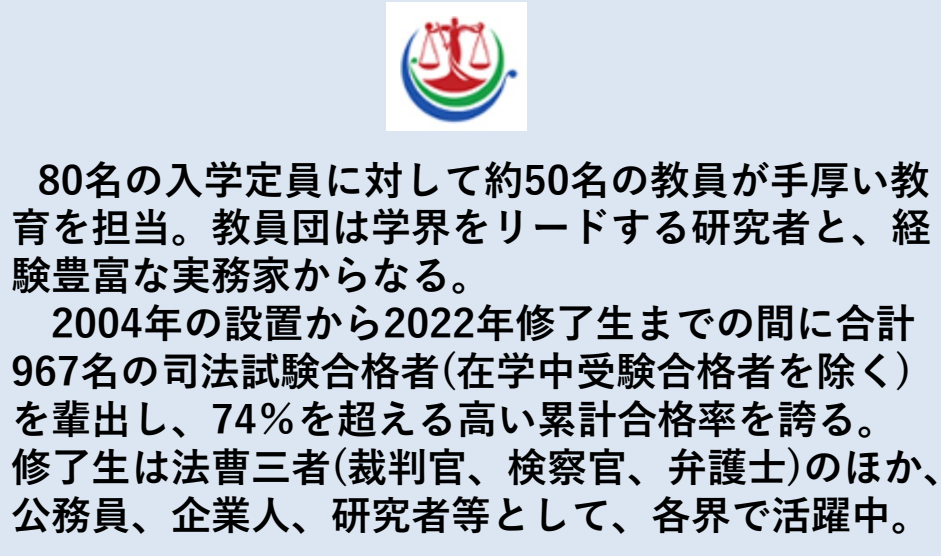 80名の入学定員に対して約50名の教員が手厚い教
育を担当。教員団は学界をリードする研究者と、経
験豊富な実務家からなる。
2004年の設置から2022年修了生までの間に合計
967名の司法試験合格者(在学中受験合格者を除く)
を輩出し、74％を超える高い累計合格率を誇る。
修了生は法曹三者(裁判官、検察官、弁護士)のほか、
公務員、企業人、研究者等として、各界で活躍中。